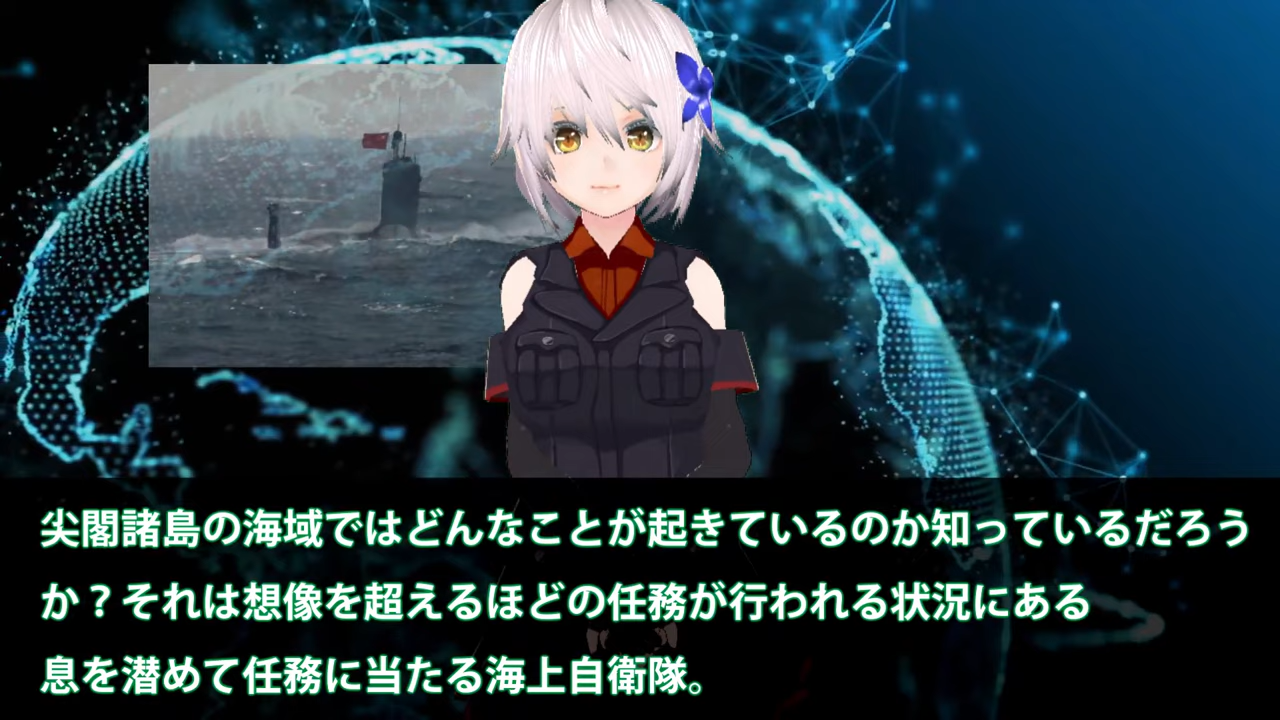 尖閣諸島の海域ではどんなことが起きているのか知っているだろう
か？それは想像を超えるほどの任務が行われる状況にある
息を潜めて任務に当たる海上自衛隊。